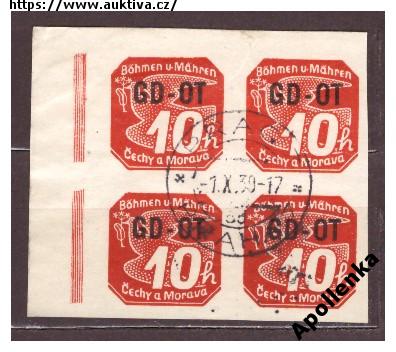 https://www.auktiva.cz/
Böhmen u. Mähren
GD-OT
10h
Čechy a Morava
Böhmen u. Mähren
GD-OT
10h
Čechy a Morava
-1.X.39-17
Böhmen u. Mähren
GD-OT
10h
Čechy a Morava
Böhmen u. Mähren
GD-OT
10h
Čechy a Morava
Apollenka